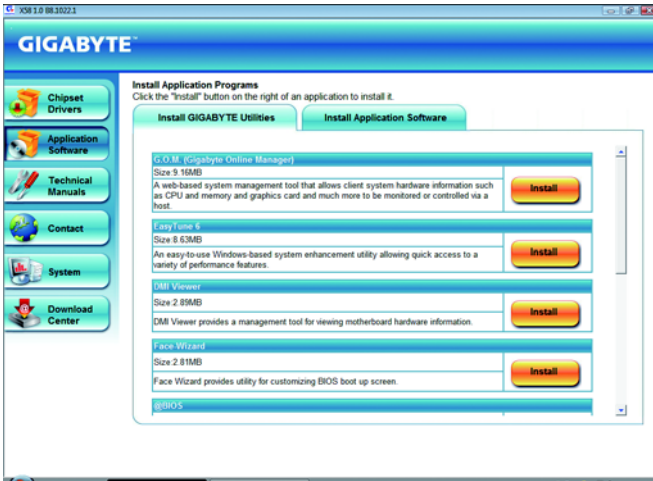 X58 1.0 B8.1022.1
GIGABYTE™
Chipset
Drivers
Application
Software
Technical
Manuals
Contact
System
Download
Center
Install Application Programs
Click the "Install" button on the right of an application to install it.
Install GIGABYTE Utilities
Install Application Software
G.O.M. (Gigabyte Online Manager)
Size:9.16MB
A web-based system management tool that allows client system hardware information such
as CPU and memory and graphics card and much more to be monitored or controlled via a
host.
Install
EasyTune 6
Size:8.63MB
An easy-to-use Windows-based system enhancement utility allowing quick access to a
variety of performance features.
Install
DMI Viewer
Size:2.89MB
DMI Viewer provides a management tool for viewing motherboard hardware information.
Install
Face-Wizard
Size:2.81MB
Face Wizard provides utility for customizing BIOS boot up screen.
Install
@BIOS